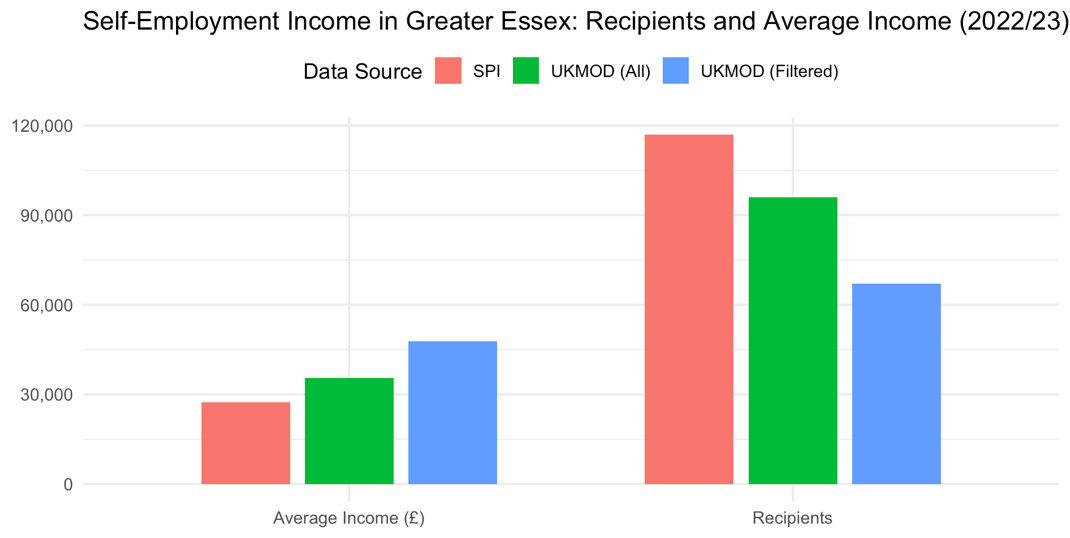 Self-Employment Income in Greater Essex: Recipients and Average Income (2022/23)
Data Source SPI UKMOD (All) UKMOD (Filtered)
120,000
90,000
60,000
30,000
0
Average Income (£) Recipients